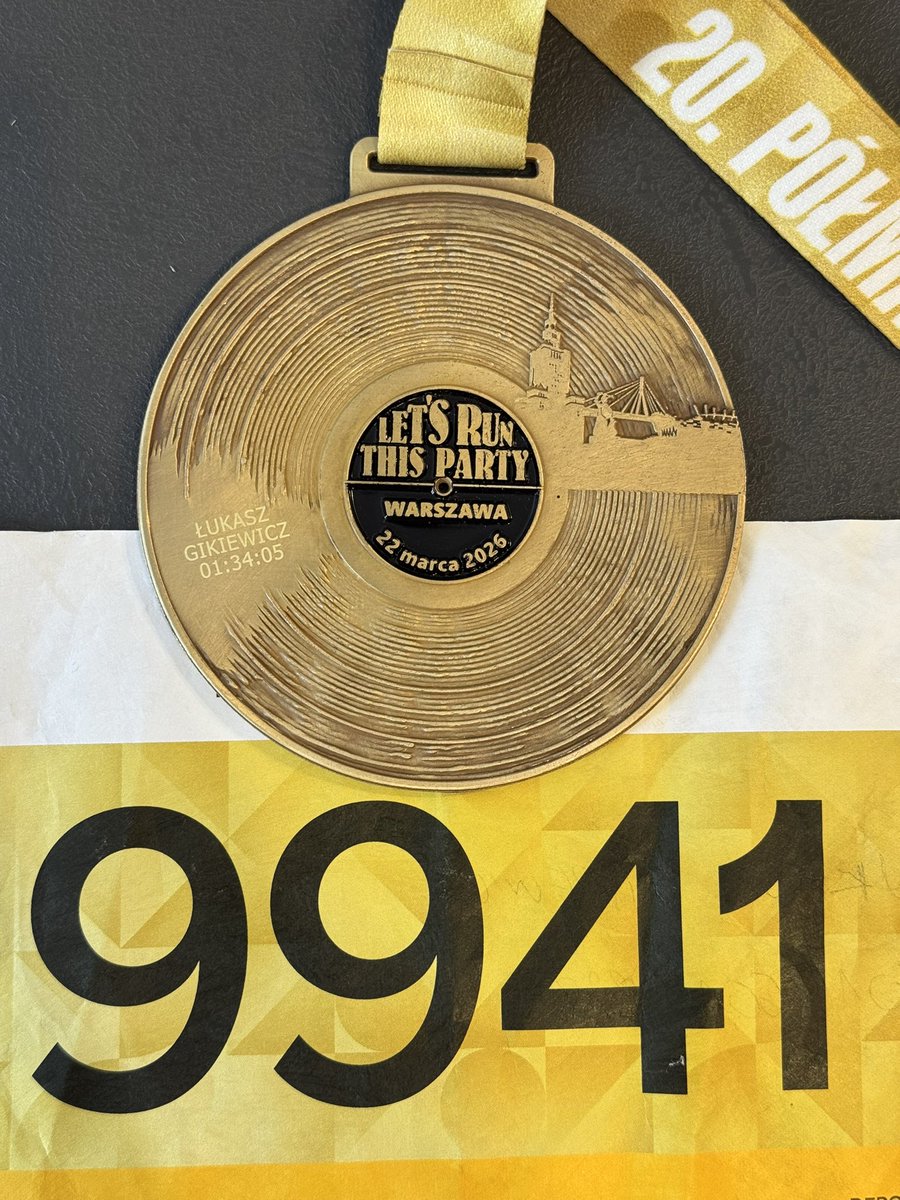 20. PÓŁM
LET'S RUN
THIS PARTY
WARSZAWA
22 marca 2026
ŁUKASZ
GIKIEWICZ
01:34:05
9941